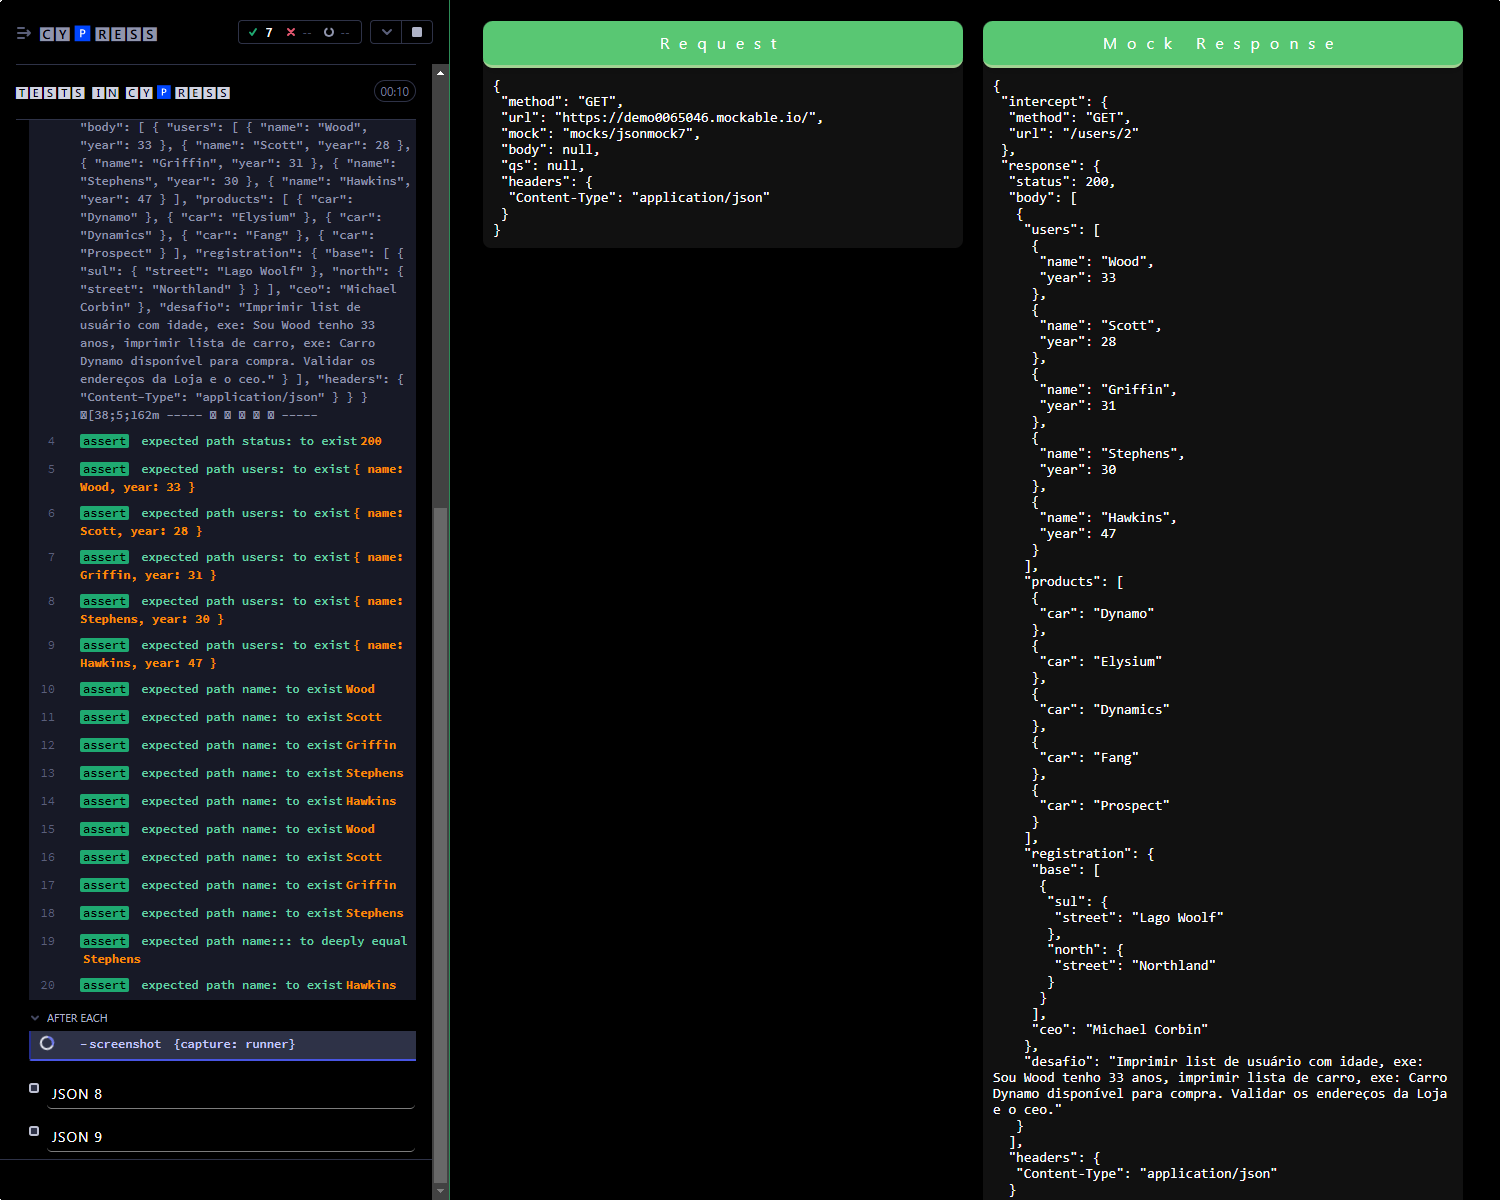 CYPRESS
7
--
--
TESTS IN CYPRESS
00:10
"body": [ { "users": [ { "name": "Wood",
"year": 33 }, { "name": "Scott", "year": 28 },
{ "name": "Griffin", "year": 31 }, { "name":
"Stephens", "year": 30 }, { "name": "Hawkins",
"year": 47 } ], "products": [ { "car":
"Dynamo" }, { "car": "Elysium" }, { "car":
"Dynamics" }, { "car": "Fang" }, { "car":
"Prospect" } ], "registration": { "base": [ {
"sul": { "street": "Lago Woolf" }, "north": {
"street": "Northland" } } ], "ceo": "Michael
Corbin" }, "desafio": "Imprimir list de
usuário com idade, exe: Sou Wood tenho 33
anos, imprimir lista de carro, exe: Carro
Dynamo disponível para compra. Validar os
endereços da Loja e o ceo." } ], "headers": {
"Content-Type": "application/json" } } }
[38;5;162m ----- -----
4 assert expected path status: to exist 200
5 assert expected path users: to exist { name:
Wood, year: 33 }
6 assert expected path users: to exist { name:
Scott, year: 28 }
7 assert expected path users: to exist { name:
Griffin, year: 31 }
8 assert expected path users: to exist { name:
Stephens, year: 30 }
9 assert expected path users: to exist { name:
Hawkins, year: 47 }
10 assert expected path name: to exist Wood
11 assert expected path name: to exist Scott
12 assert expected path name: to exist Griffin
13 assert expected path name: to exist Stephens
14 assert expected path name: to exist Hawkins
15 assert expected path name: to exist Wood
16 assert expected path name: to exist Scott
17 assert expected path name: to exist Griffin
18 assert expected path name: to exist Stephens
19 assert expected path name::: to deeply equal
Stephens
20 assert expected path name: to exist Hawkins
AFTER EACH
-screenshot {capture: runner}
JSON 8
JSON 9
Request
{
"method": "GET",
"url": "https://demo0065046.mockable.io/",
"mock": "mocks/jsonmock7",
"body": null,
"qs": null,
"headers": {
"Content-Type": "application/json"
}
}
Mock Response
{
"intercept": {
"method": "GET",
"url": "/users/2"
},
"response": {
"status": 200,
"body": [
{
"users": [
{
"name": "Wood",
"year": 33
},
{
"name": "Scott",
"year": 28
},
{
"name": "Griffin",
"year": 31
},
{
"name": "Stephens",
"year": 30
},
{
"name": "Hawkins",
"year": 47
}
],
"products": [
{
"car": "Dynamo"
},
{
"car": "Elysium"
},
{
"car": "Dynamics"
},
{
"car": "Fang"
},
{
"car": "Prospect"
}
],
"registration": {
"base": [
{
"sul": {
"street": "Lago Woolf"
},
"north": {
"street": "Northland"
}
}
],
"ceo": "Michael Corbin"
},
"desafio": "Imprimir list de usuário com idade, exe:
Sou Wood tenho 33 anos, imprimir lista de carro, exe: Carro
Dynamo disponível para compra. Validar os endereços da Loja
e o ceo."
}
],
"headers": {
"Content-Type": "application/json"
}